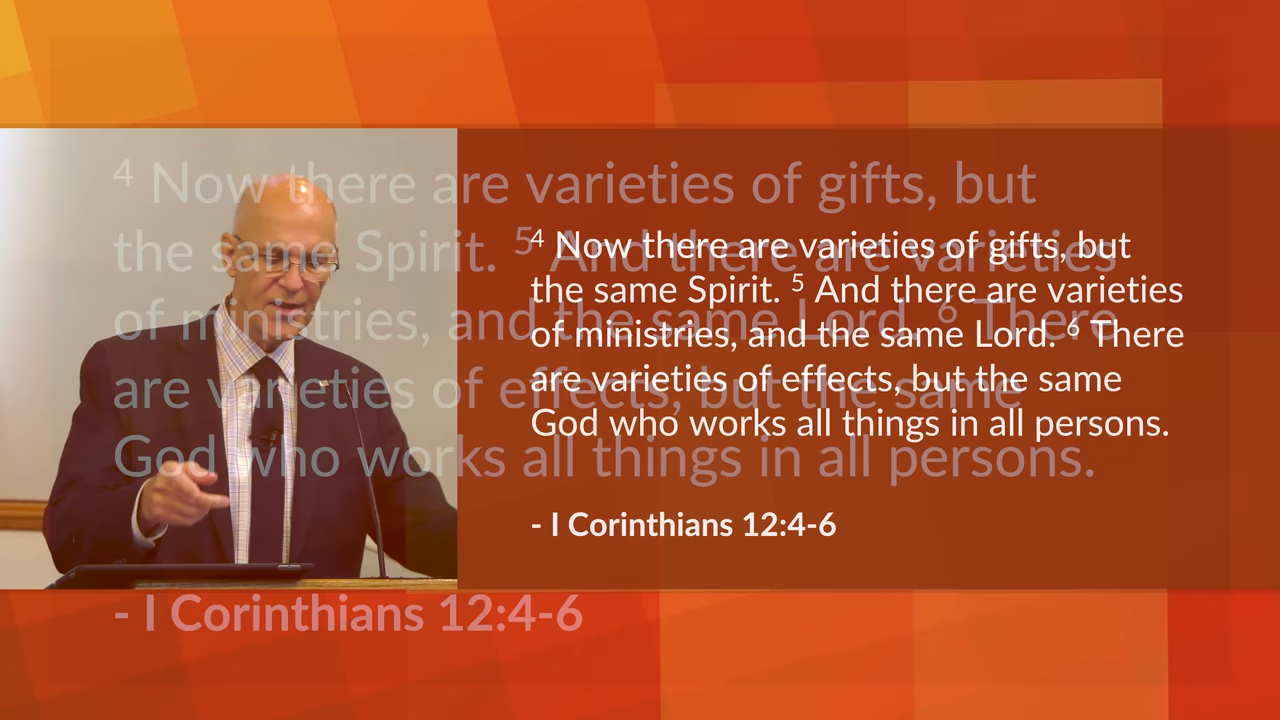 ⁴ Now there are varieties of gifts, but
the same Spirit. ⁵ And there are varieties
of ministries, and the same Lord. ⁶ There
are varieties of effects, but the same
God who works all things in all persons.
- I Corinthians 12:4-6
⁴ Now there are varieties of gifts, but
the same Spirit. ⁵ And there are varieties
of ministries, and the same Lord. ⁶ There
are varieties of effects, but the same
God who works all things in all persons.
- I Corinthians 12:4-6